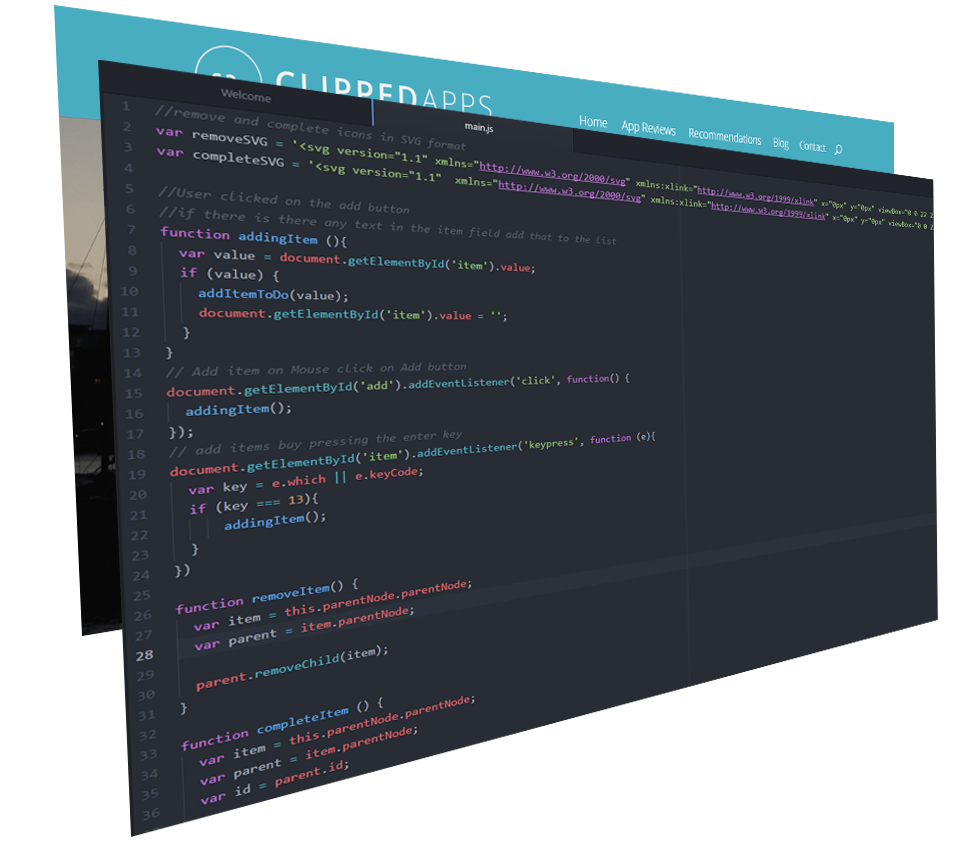 CLIPPEDAPPS
Home App Reviews Recommendations Blog Contact
Welcome
main.js
1 //remove and complete icons in SVG format
2 var removeSVG = '<svg version="1.1" xmlns="http://www.w3.org/2000/svg" xmlns:xlink="http://www.w3.org/1999/xlink" x="0px" y="0px" viewBox="0 0 22 2
3 var completeSVG = '<svg version="1.1"  xmlns="http://www.w3.org/2000/svg" xmlns:xlink="http://www.w3.org/1999/xlink" x="0px" y="0px" viewBox="0 0 2
4
5 //User clicked on the add button
6 //if there is there any text in the item field add that to the list
7 function addingItem (){
8 var value = document.getElementById('item').value;
9 if (value) {
10 addItemToDo(value);
11 document.getElementById('item').value = '';
12 }
13 }
14 // Add item on Mouse click on Add button
15 document.getElementById('add').addEventListener('click', function() {
16 addingItem();
17 });
18 // add items buy pressing the enter key
19 document.getElementById('item').addEventListener('keypress', function (e){
20 var key = e.which || e.keyCode;
21 if (key === 13){
22 addingItem();
23 }
24 })
25
26 function removeItem() {
27 var item = this.parentNode.parentNode;
28 var parent = item.parentNode;
29
30 parent.removeChild(item);
31 }
32
33 function completeItem () {
34 var item = this.parentNode.parentNode;
35 var parent = item.parentNode;
36 var id = parent.id;